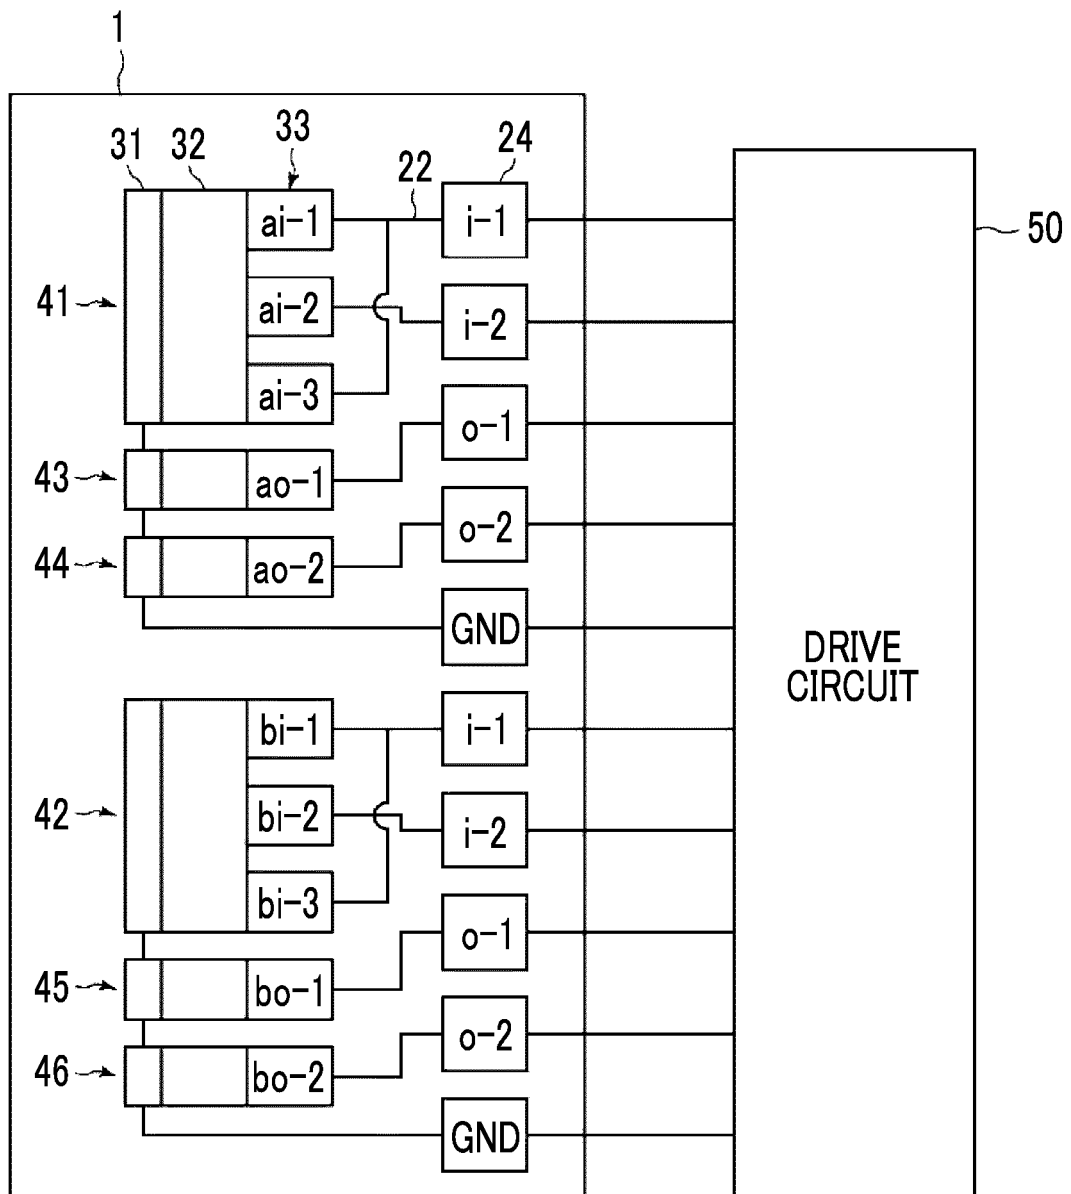 1
31 32 33 22 24
50
41
ai-1
ai-2
ai-3
i-1
i-2
43
ao-1
o-1
44
ao-2
o-2
GND
DRIVE
CIRCUIT
42
bi-1
bi-2
bi-3
i-1
i-2
45
bo-1
o-1
46
bo-2
o-2
GND